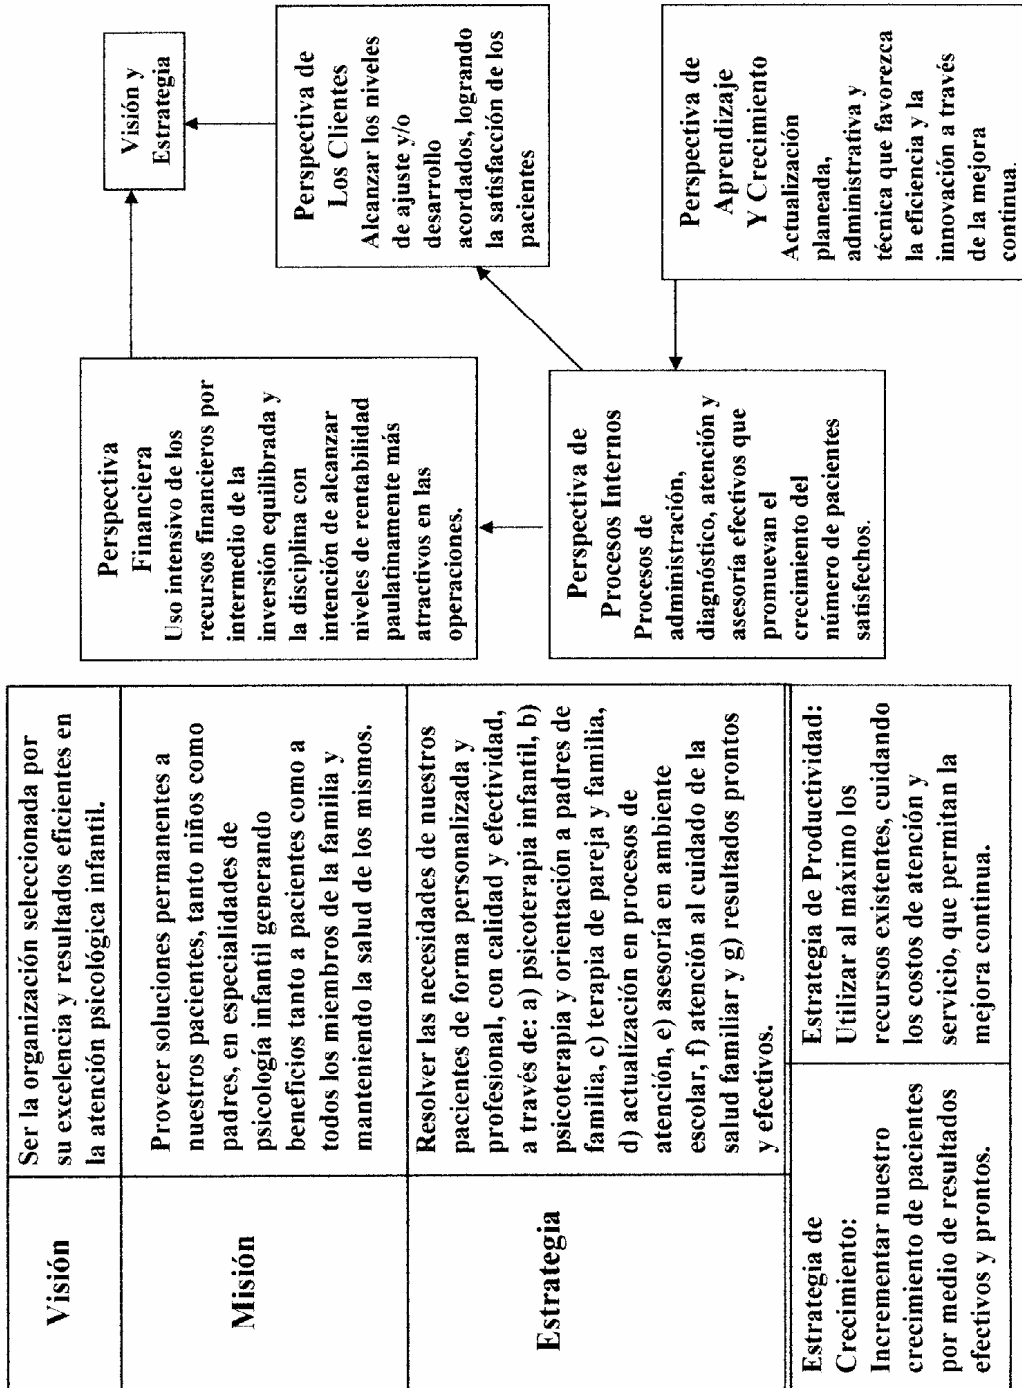 Visión
Ser la organización seleccionada por
su excelencia y resultados eficientes en
la atención psicológica infantil.
Misión
Proveer soluciones permanentes a
nuestros pacientes, tanto niños como
padres, en especialidades de
psicología infantil generando
beneficios tanto a pacientes como a
todos los miembros de la familia y
manteniendo la salud de los mismos.
Estrategia
Resolver las necesidades de nuestros
pacientes de forma personalizada y
profesional, con calidad y efectividad,
a través de: a) psicoterapia infantil, b)
psicoterapia y orientación a padres de
familia, c) terapia de pareja y familia,
d) actualización en procesos de
atención, e) asesoría en ambiente
escolar, f) atención al cuidado de la
salud familiar y g) resultados prontos
y efectivos.
Estrategia de
Crecimiento:
Incrementar nuestro
crecimiento de pacientes
por medio de resultados
efectivos y prontos.
Estrategia de Productividad:
Utilizar al máximo los
recursos existentes, cuidando
los costos de atención y
servicio, que permitan la
mejora continua.
Visión y
Estrategia
Perspectiva
Financiera
Uso intensivo de los
recursos financieros por
intermedio de la
inversión equilibrada y
la disciplina con
intención de alcanzar
niveles de rentabilidad
paulatinamente más
atractivos en las
operaciones.
Perspectiva de
Los Clientes
Alcanzar los niveles
de ajuste y/o
desarrollo
acordados, logrando
la satisfacción de los
pacientes
Perspectiva de
Procesos Internos
Procesos de
administración,
diagnóstico, atención y
asesoría efectivos que
promuevan el
crecimiento del
número de pacientes
satisfechos.
Perspectiva de
Aprendizaje
Y Crecimiento
Actualización
planeada,
administrativa y
técnica que favorezca
la eficiencia y la
innovación a través
de la mejora
continua.